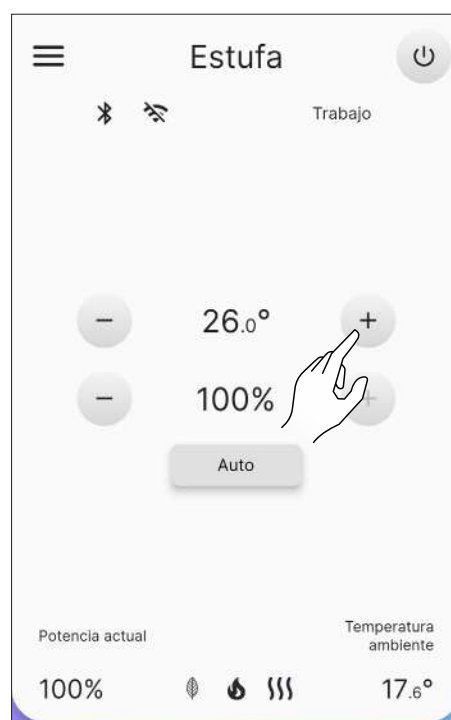 Estufa
Trabajo
− 26.0° +
− 100% +
Auto
Potencia actual
Temperatura
ambiente
100%
17.6°